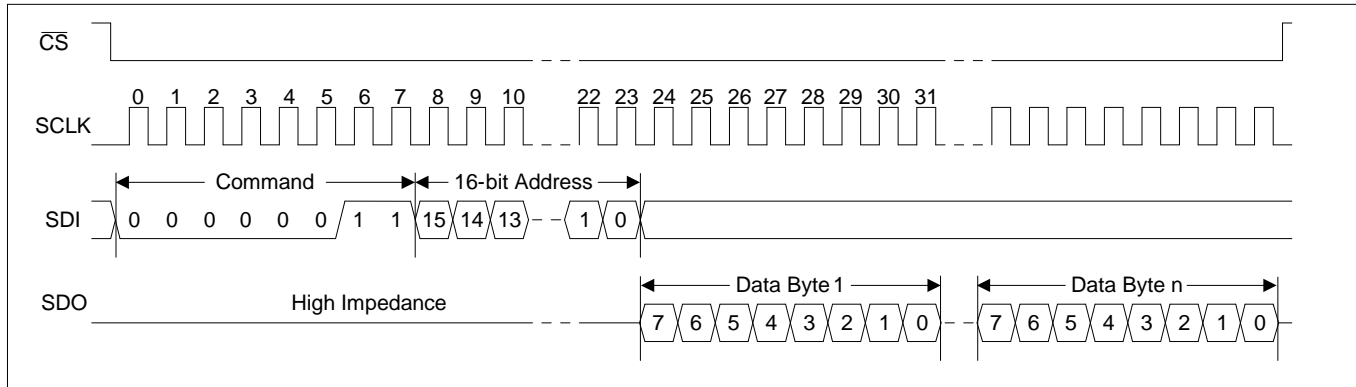 CS
0 1 2 3 4 5 6 7 8 9 10 22 23 24 25 26 27 28 29 30 31
SCLK
Command 16-bit Address
SDI 0 0 0 0 0 0 1 1 15 14 13 1 0
Data Byte 1 Data Byte n
SDO High Impedance 7 6 5 4 3 2 1 0 7 6 5 4 3 2 1 0